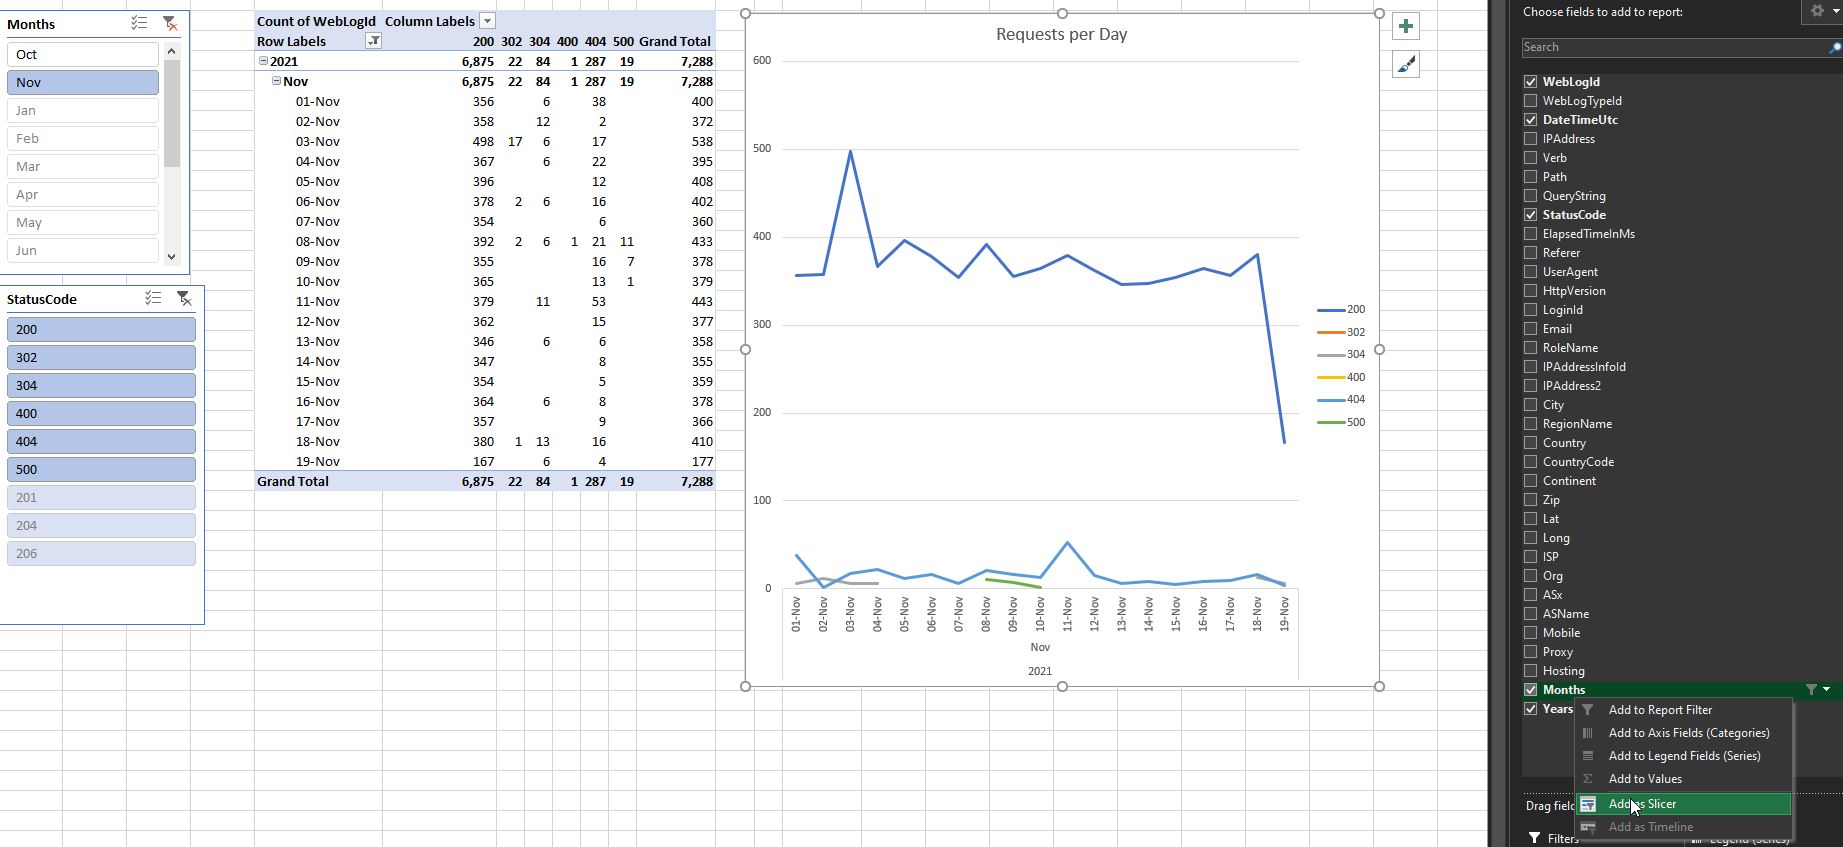 Months
Oct
Nov
Jan
Feb
Mar
Apr
May
Jun
StatusCode
200
302
304
400
404
500
201
204
206
Count of WebLogId Column Labels
Row Labels 200 302 304 400 404 500 Grand Total
2021 6,875 22 84 1 287 19 7,288
Nov 6,875 22 84 1 287 19 7,288
01-Nov 356 6 38 400
02-Nov 358 12 2 372
03-Nov 498 17 6 17 538
04-Nov 367 6 22 395
05-Nov 396 12 408
06-Nov 378 2 6 16 402
07-Nov 354 6 360
08-Nov 392 2 6 1 21 11 433
09-Nov 355 16 7 378
10-Nov 365 13 1 379
11-Nov 379 11 53 443
12-Nov 362 15 377
13-Nov 346 6 6 358
14-Nov 347 8 355
15-Nov 354 5 359
16-Nov 364 6 8 378
17-Nov 357 9 366
18-Nov 380 1 13 16 410
19-Nov 167 6 4 177
Grand Total 6,875 22 84 1 287 19 7,288
Requests per Day
600
500
400
300
200
100
0
01-Nov 02-Nov 03-Nov 04-Nov 05-Nov 06-Nov 07-Nov 08-Nov 09-Nov 10-Nov 11-Nov 12-Nov 13-Nov 14-Nov 15-Nov 16-Nov 17-Nov 18-Nov 19-Nov
Nov
2021
200
302
304
400
404
500
Choose fields to add to report:
Search
WebLogId
WebLogTypeId
DateTimeUtc
IPAddress
Verb
Path
QueryString
StatusCode
ElapsedTimeInMs
Referer
UserAgent
HttpVersion
LoginId
Email
RoleName
IPAddressInfoId
IPAddress2
City
RegionName
Country
CountryCode
Continent
Zip
Lat
Long
ISP
Org
ASx
ASName
Mobile
Proxy
Hosting
Months
Years
Add to Report Filter
Add to Axis Fields (Categories)
Add to Legend Fields (Series)
Add to Values
Add as Slicer
Add as Timeline
Drag field
Filters Legend (Series)